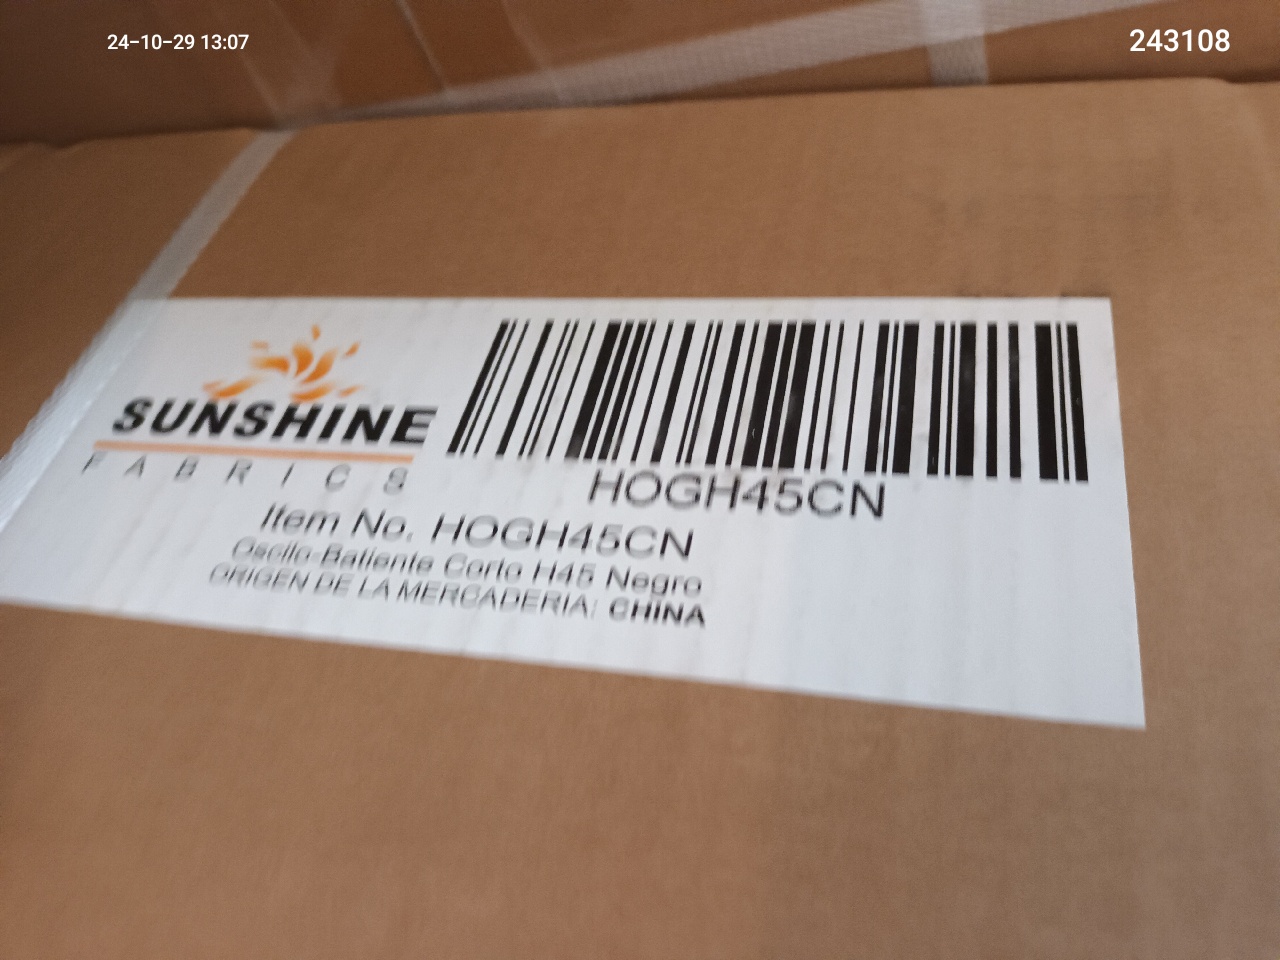 24-10-29 13:07
243108
SUNSHINE
FABRICS
HOGH45CN
Item No. HOGH45CN
Oscilo-Batiente Corto H45 Negro
ORIGEN DE LA MERCADERIA: CHINA